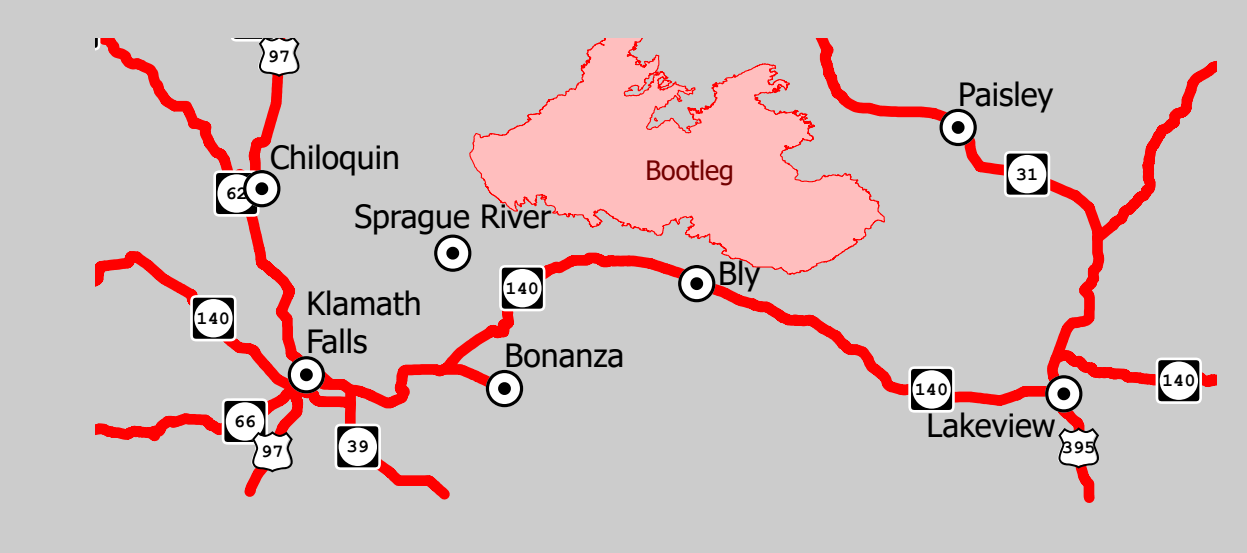 97
Paisley
Chiloquin
Bootleg
31
62
Sprague River
Bly
140
Klamath
Falls
140
Bonanza
140
140
66
Lakeview
97
39
395